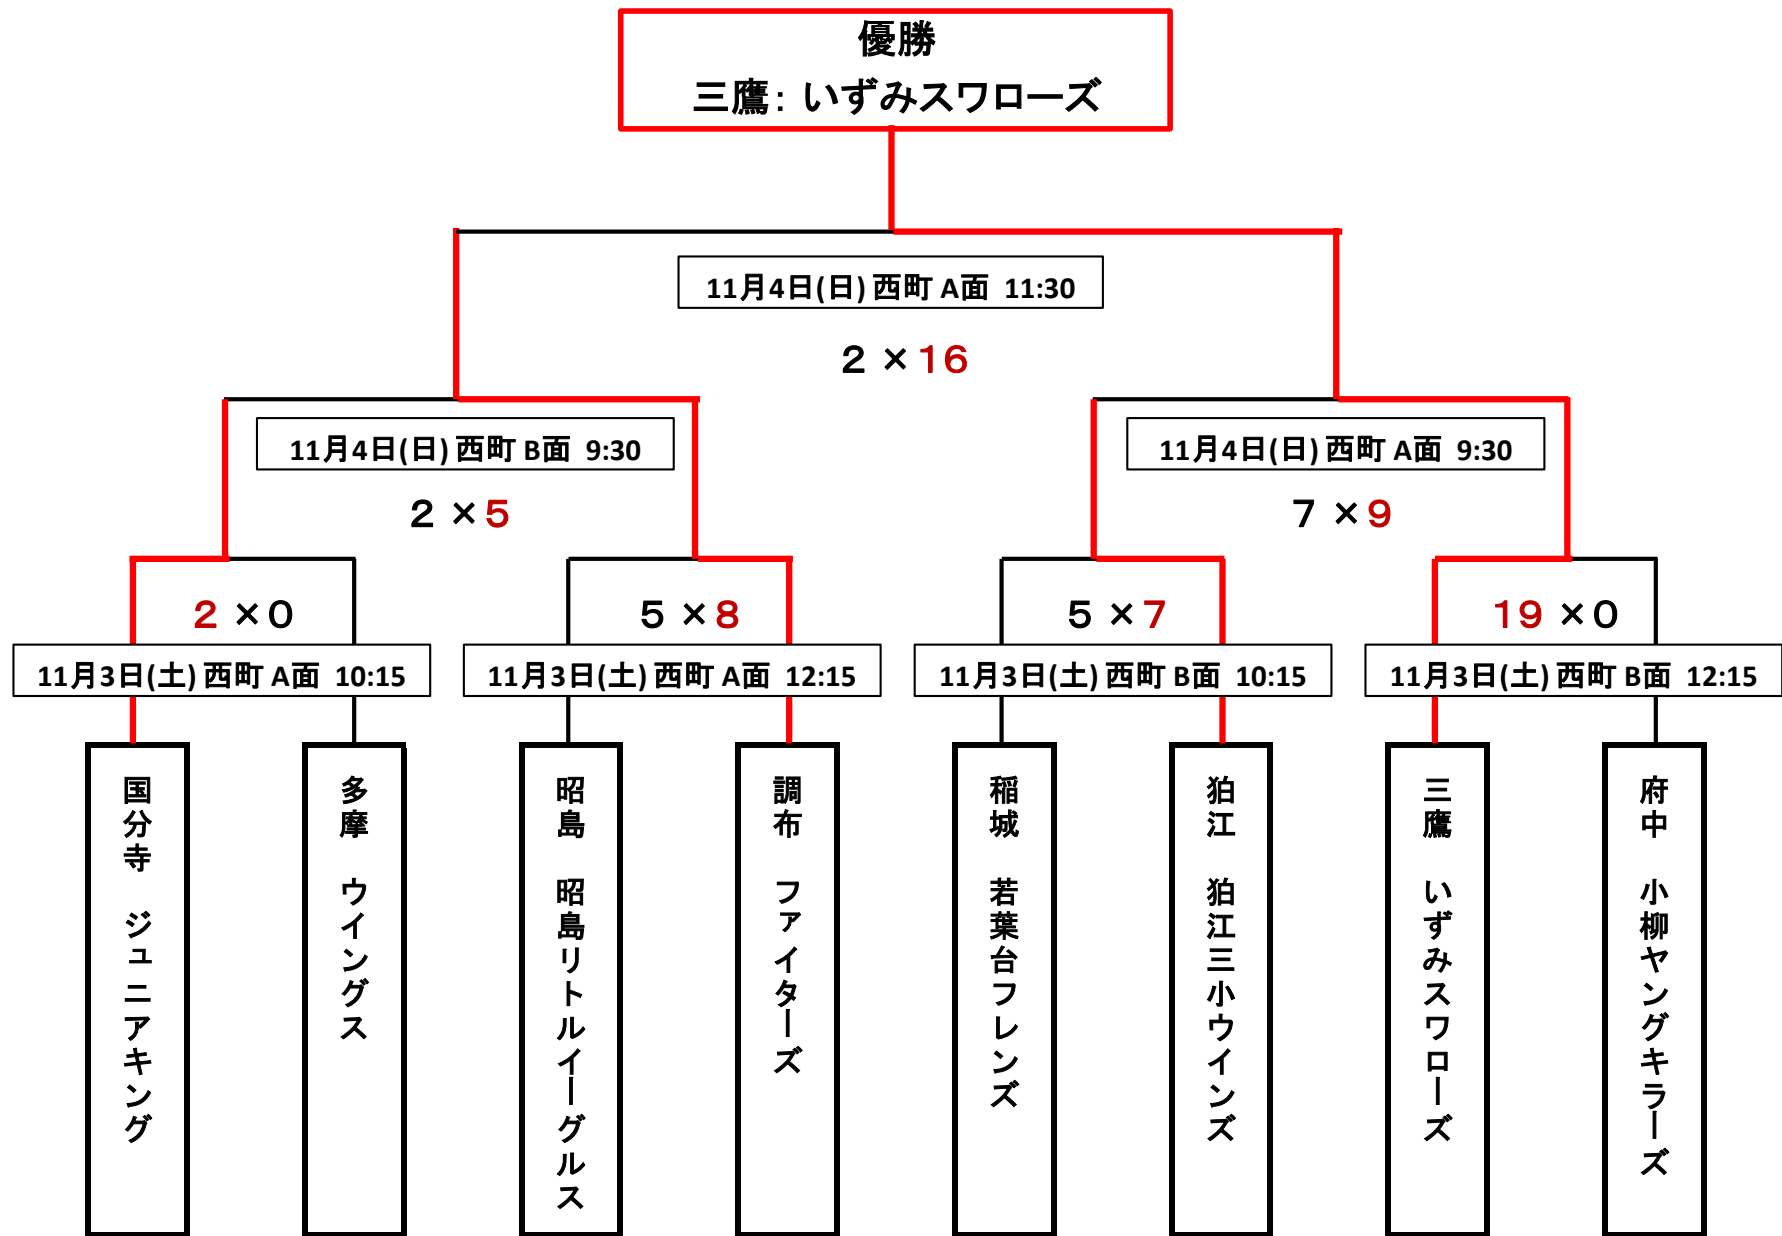 優勝
三鷹：いずみスワローズ
11月4日(日) 西町 A面 11:30
2 ×16
11月4日(日) 西町 B面 9:30
11月4日(日) 西町 A面 9:30
2 ×5
7 ×9
2 ×0
5 ×8
5 ×7
19 ×0
11月3日(土) 西町 A面 10:15
11月3日(土) 西町 A面 12:15
11月3日(土) 西町 B面 10:15
11月3日(土) 西町 B面 12:15
国分寺 ジュニアキング
多摩 ウイングス
昭島 昭島リトルイーグルス
調布 ファイターズ
稲城 若葉台フレンズ
狛江 狛江三小ウインズ
三鷹 いずみスワローズ
府中 小柳ヤングキラーズ